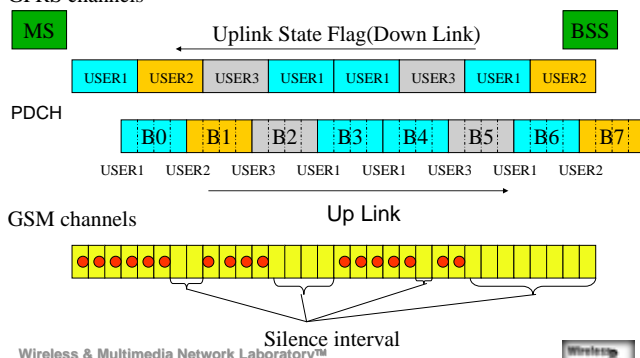 MS
Uplink State Flag(Down Link)
BSS
USER1 USER2 USER3 USER1 USER1 USER3 USER1 USER2
PDCH
B0 B1 B2 B3 B4 B5 B6 B7
USER1 USER2 USER3 USER1 USER1 USER3 USER1 USER2
Up Link
GSM channels
Silence interval
Wireless & Multimedia Network Laboratory™
Wireless